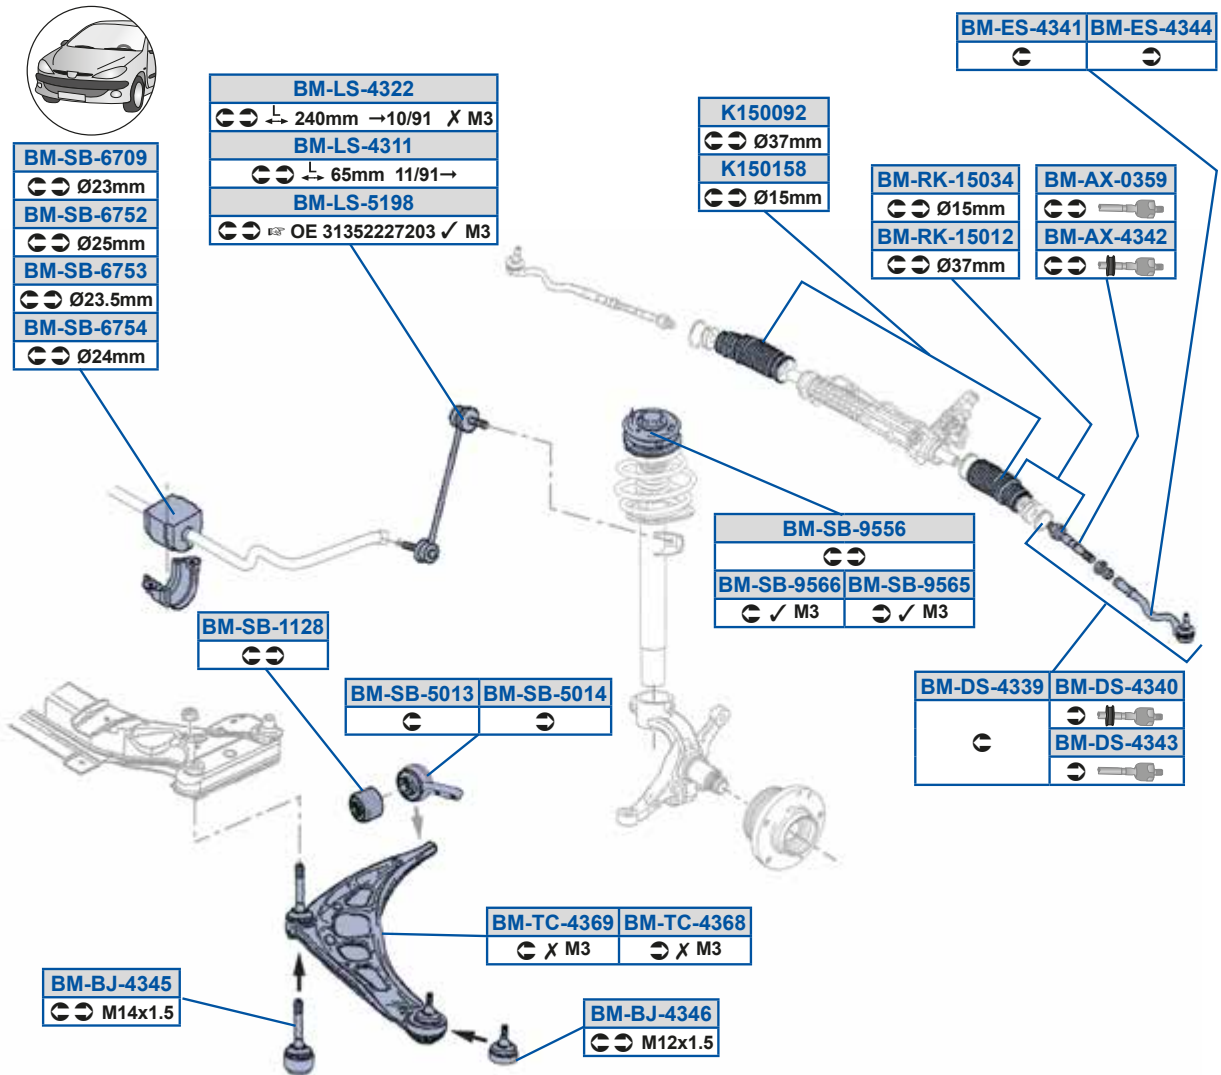 BM-ES-4341 BM-ES-4344
BM-LS-4322
L 240mm →10/91 ✗ M3
BM-LS-4311
L 65mm 11/91→
BM-LS-5198
☞ OE 31352227203 ✓ M3
K150092
Ø37mm
K150158
Ø15mm
BM-SB-6709
Ø23mm
BM-SB-6752
Ø25mm
BM-SB-6753
Ø23.5mm
BM-SB-6754
Ø24mm
BM-RK-15034
Ø15mm
BM-RK-15012
Ø37mm
BM-AX-0359
BM-AX-4342
BM-SB-9556
BM-SB-9566 BM-SB-9565
✓ M3 ✓ M3
BM-SB-1128
BM-SB-5013 BM-SB-5014
BM-DS-4339 BM-DS-4340
BM-DS-4343
BM-TC-4369 BM-TC-4368
✗ M3 ✗ M3
BM-BJ-4345
M14x1.5
BM-BJ-4346
M12x1.5